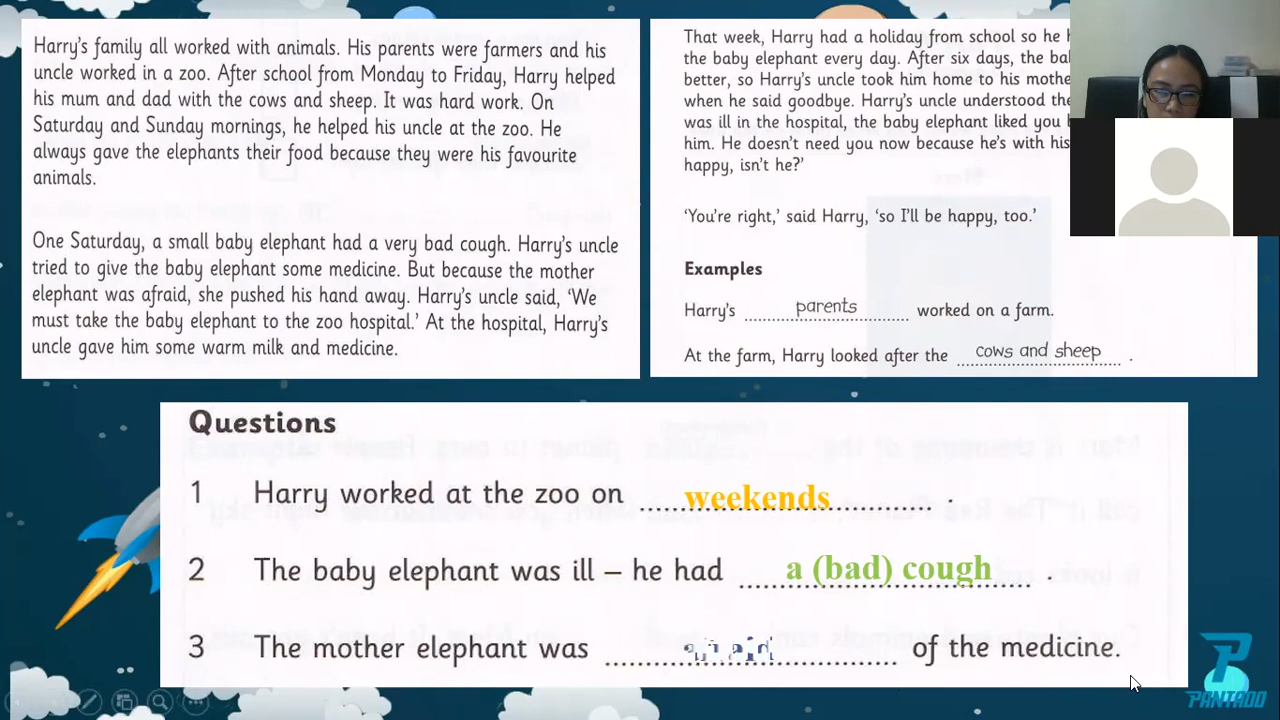 Harry's family all worked with animals. His parents were farmers and his
uncle worked in a zoo. After school from Monday to Friday, Harry helped
his mum and dad with the cows and sheep. It was hard work. On
Saturday and Sunday mornings, he helped his uncle at the zoo. He
always gave the elephants their food because they were his favourite
animals.
One Saturday, a small baby elephant had a very bad cough. Harry's uncle
tried to give the baby elephant some medicine. But because the mother
elephant was afraid, she pushed his hand away. Harry's uncle said, 'We
must take the baby elephant to the zoo hospital.' At the hospital, Harry's
uncle gave him some warm milk and medicine.
That week, Harry had a holiday from school so he
the baby elephant every day. After six days, the
better, so Harry's uncle took him home to his
when he said goodbye. Harry's uncle understood
was ill in the hospital, the baby elephant liked you
him. He doesn't need you now because he's with his
happy, isn't he?'
'You're right,' said Harry, 'so I'll be happy, too.'
Examples
Harry's parents worked on a farm.
At the farm, Harry looked after the cows and sheep .
Questions
1 Harry worked at the zoo on weekends .
2 The baby elephant was ill – he had a (bad) cough .
3 The mother elephant was of the medicine.
PANTADO